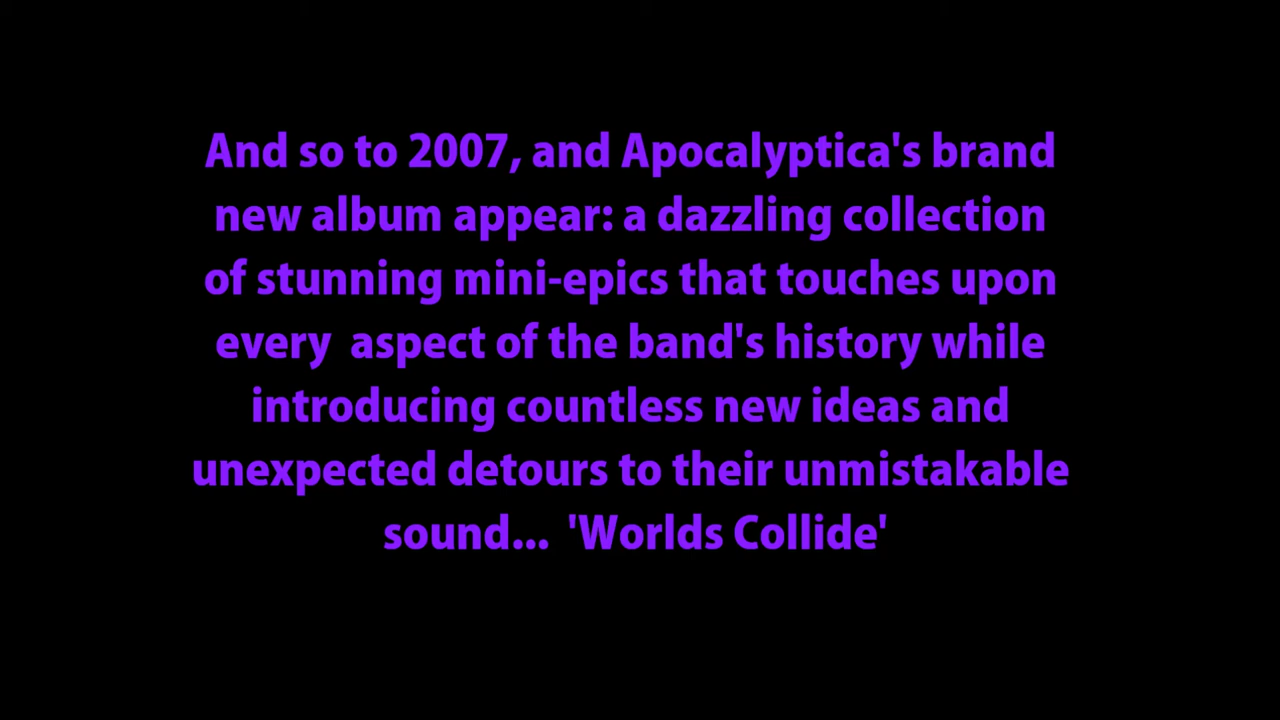 And so to 2007, and Apocalyptica's brand
new album appear: a dazzling collection
of stunning mini-epics that touches upon
every  aspect of the band's history while
introducing countless new ideas and
unexpected detours to their unmistakable
sound...  'Worlds Collide'